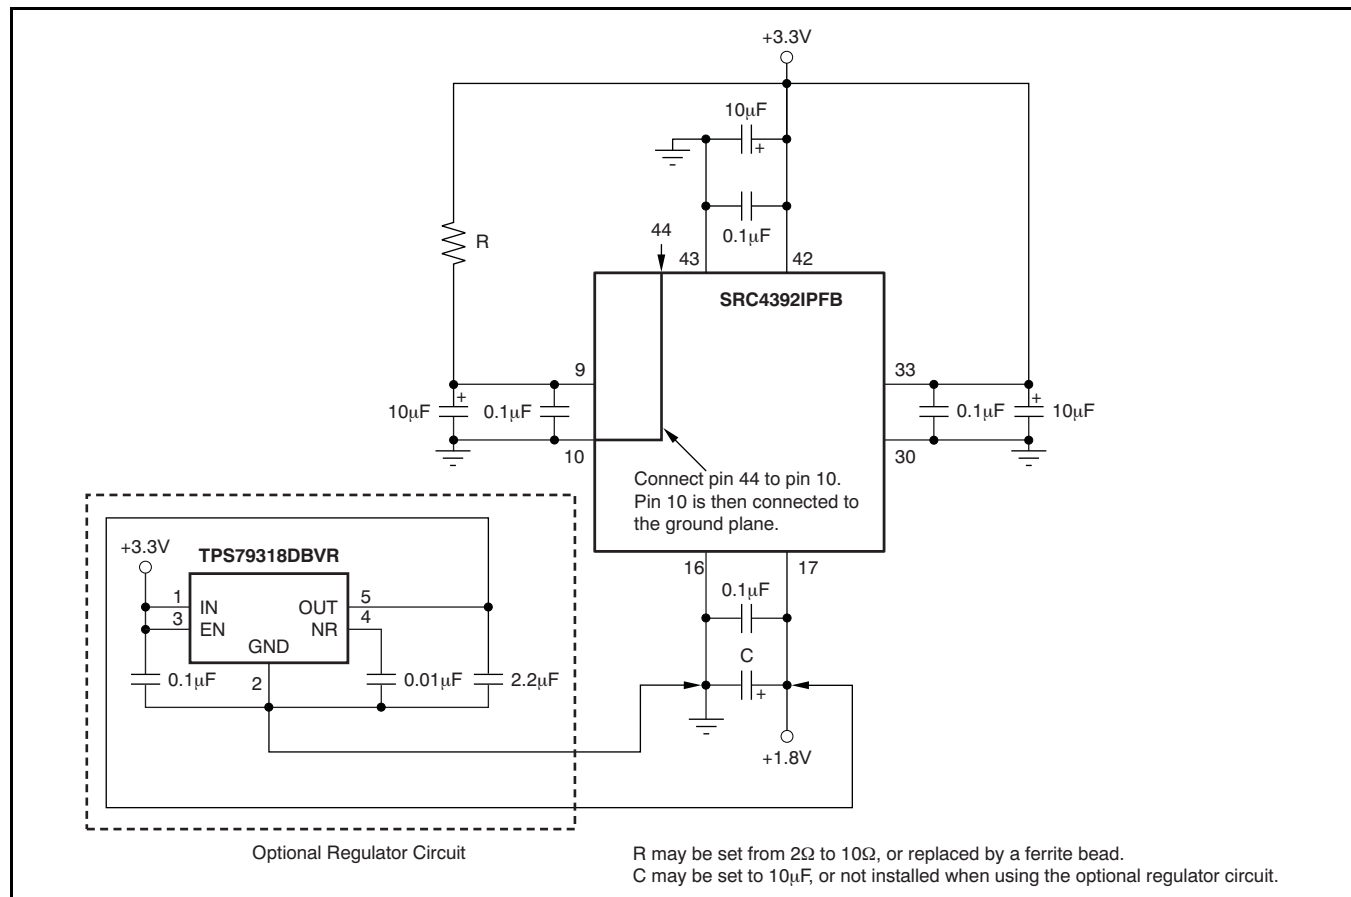 +3.3V
10µF
0.1µF
44
43
42
R
SRC4392IPFB
9
33
10µF
0.1µF
0.1µF
10µF
10
30
Connect pin 44 to pin 10.
Pin 10 is then connected to
the ground plane.
+3.3V
TPS79318DBVR
16
17
0.1µF
1
IN
OUT
5
3
EN
NR
4
GND
C
0.1µF
2
0.01µF
2.2µF
+
+
+
+
+1.8V
Optional Regulator Circuit
R may be set from 2Ω to 10Ω, or replaced by a ferrite bead.
C may be set to 10µF, or not installed when using the optional regulator circuit.